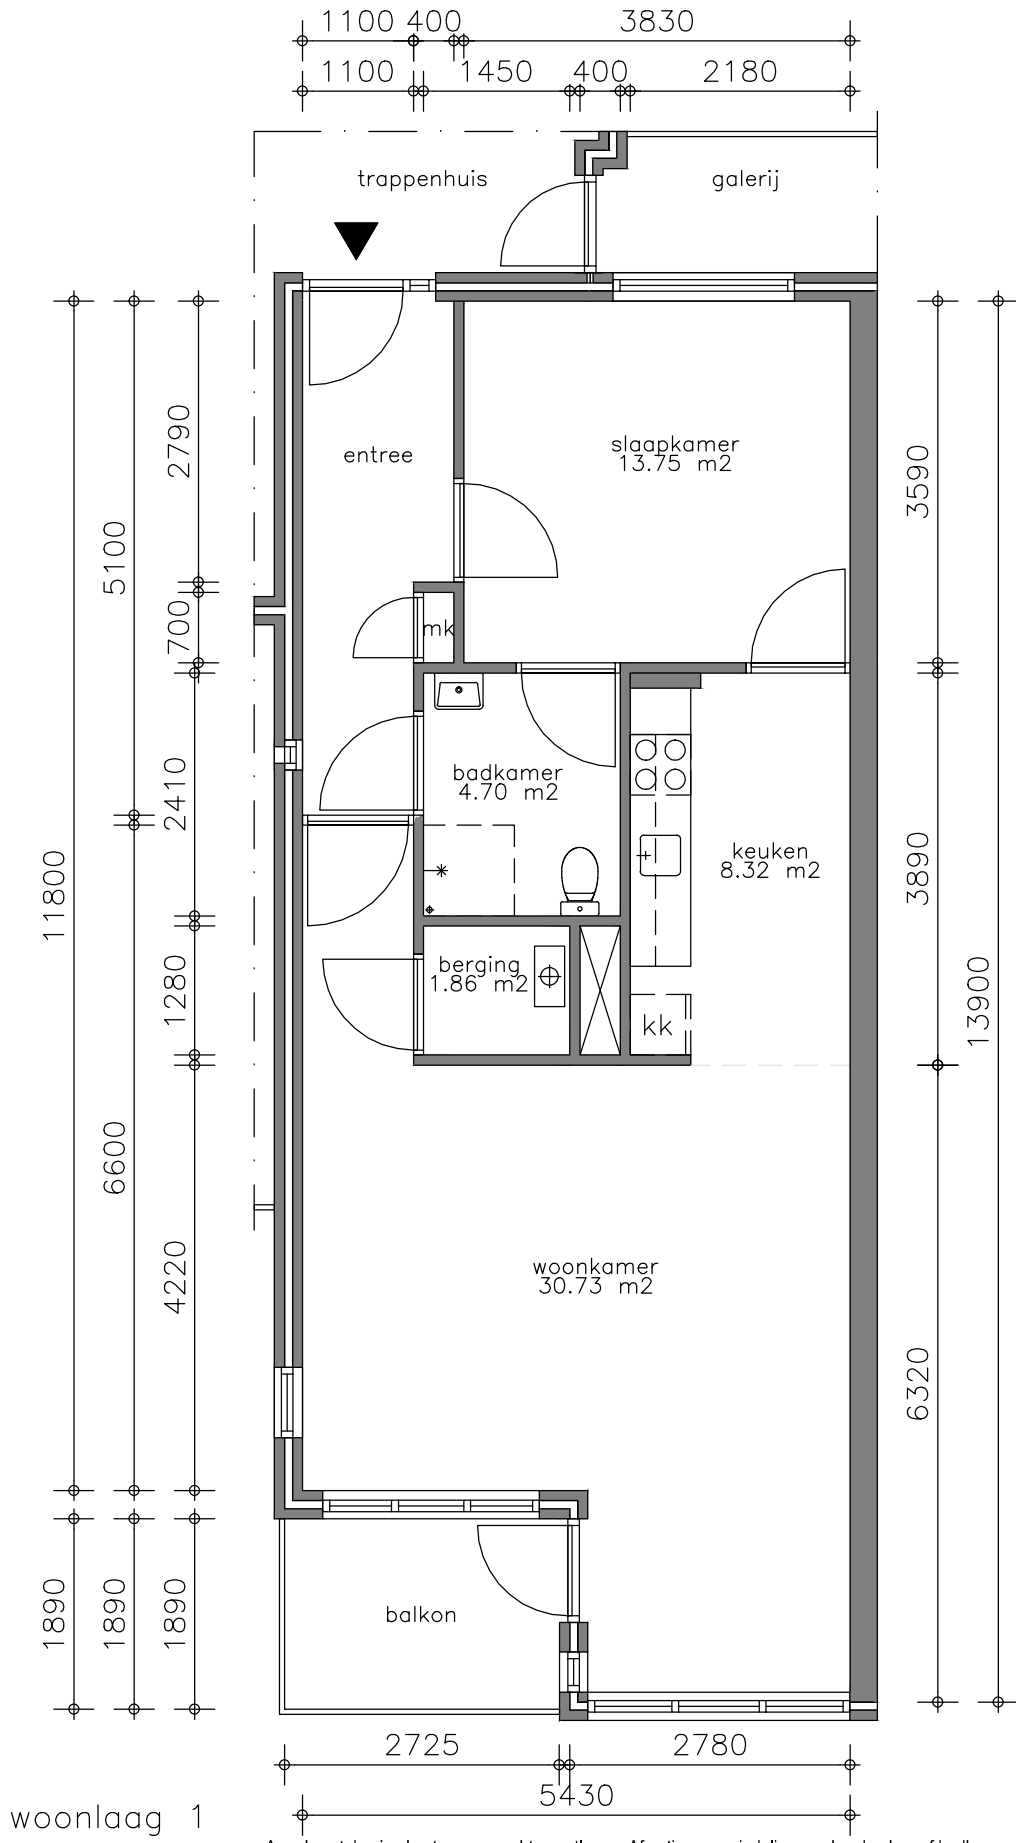 1100 400 3830
1100 1450 400 2180
trappenhuis
galerij
2790
5100
700
2410
11800
1280
6600
4220
1890
1890
1890
entree
slaapkamer
13.75 m2
mk
badkamer
4.70 m2
keuken
8.32 m2
berging
1.86 m2
kk
woonkamer
30.73 m2
balkon
3590
3890
13900
6320
2725 2780
5430
woonlaag 1